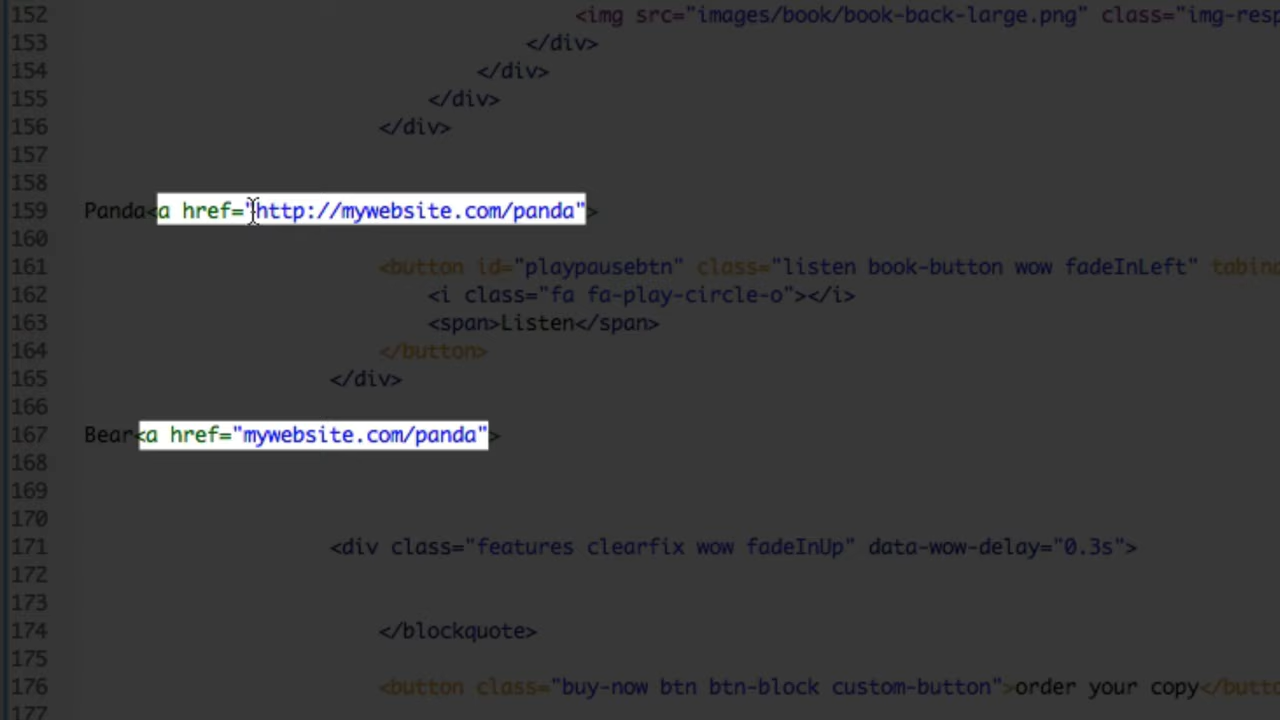 152 <img src="images/book/book-back-large.png" class="img-resp
153 </div>
154 </div>
155 </div>
156 </div>
157
158
159 Panda<a href="http://mywebsite.com/panda">
160
161 <button id="playpausebtn" class="listen book-button wow fadeInLeft" tabind
162 <i class="fa fa-play-circle-o"></i>
163 <span>Listen</span>
164 </button>
165 </div>
166
167 Bear<a href="mywebsite.com/panda">
168
169
170
171 <div class="features clearfix wow fadeInUp" data-wow-delay="0.3s">
172
173
174 </blockquote>
175
176 <button class="buy-now btn btn-block custom-button">order your copy</butto
177